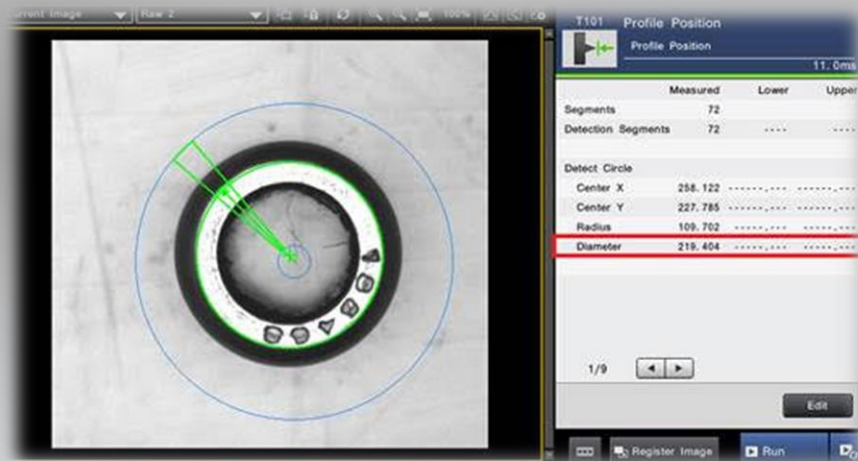 Current Image Raw 2 100%
T101 Profile Position
Profile Position
11.0ms
Measured Lower Upper
Segments 72
Detection Segments 72 ---- ----
Detect Circle
Center X 258.122 ------.--- ------.---
Center Y 227.785 ------.--- ------.---
Radius 109.702 ------.--- ------.---
Diameter 219.404 ------.--- ------.---
1/9
Edit
Register Image Run